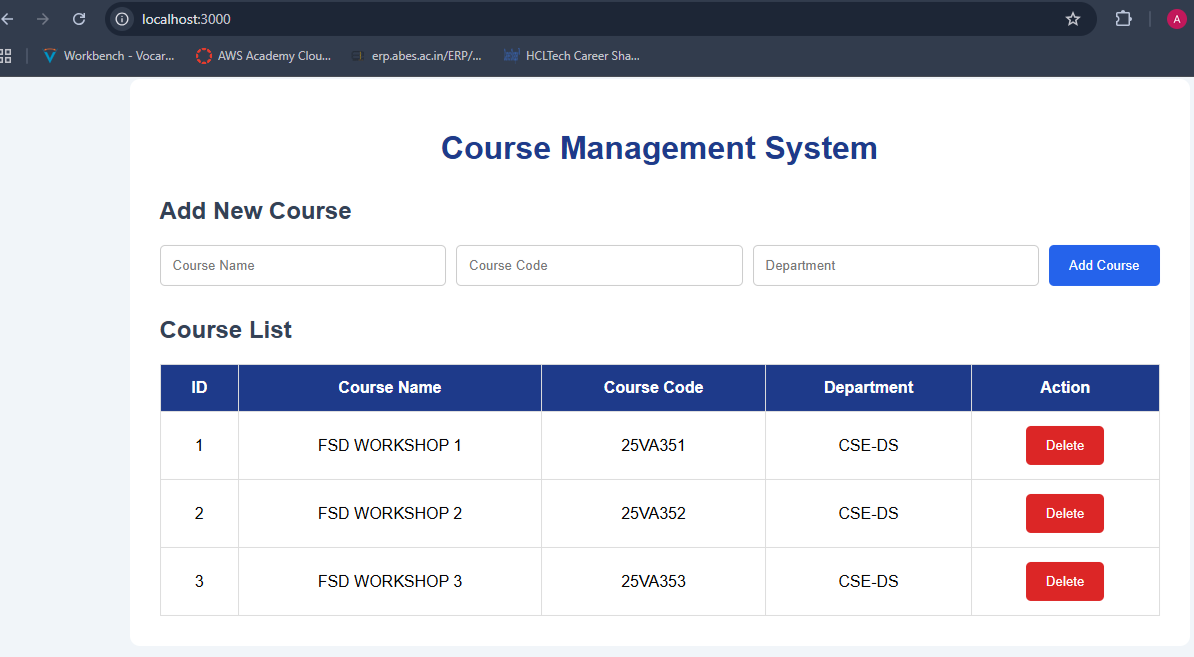 localhost:3000
A
Workbench - Vocar... AWS Academy Clou... erp.abes.ac.in/ERP/... HCLTech Career Sha...
Course Management System
Add New Course
Course Name Course Code Department Add Course
Course List
ID Course Name Course Code Department Action
1 FSD WORKSHOP 1 25VA351 CSE-DS Delete
2 FSD WORKSHOP 2 25VA352 CSE-DS Delete
3 FSD WORKSHOP 3 25VA353 CSE-DS Delete